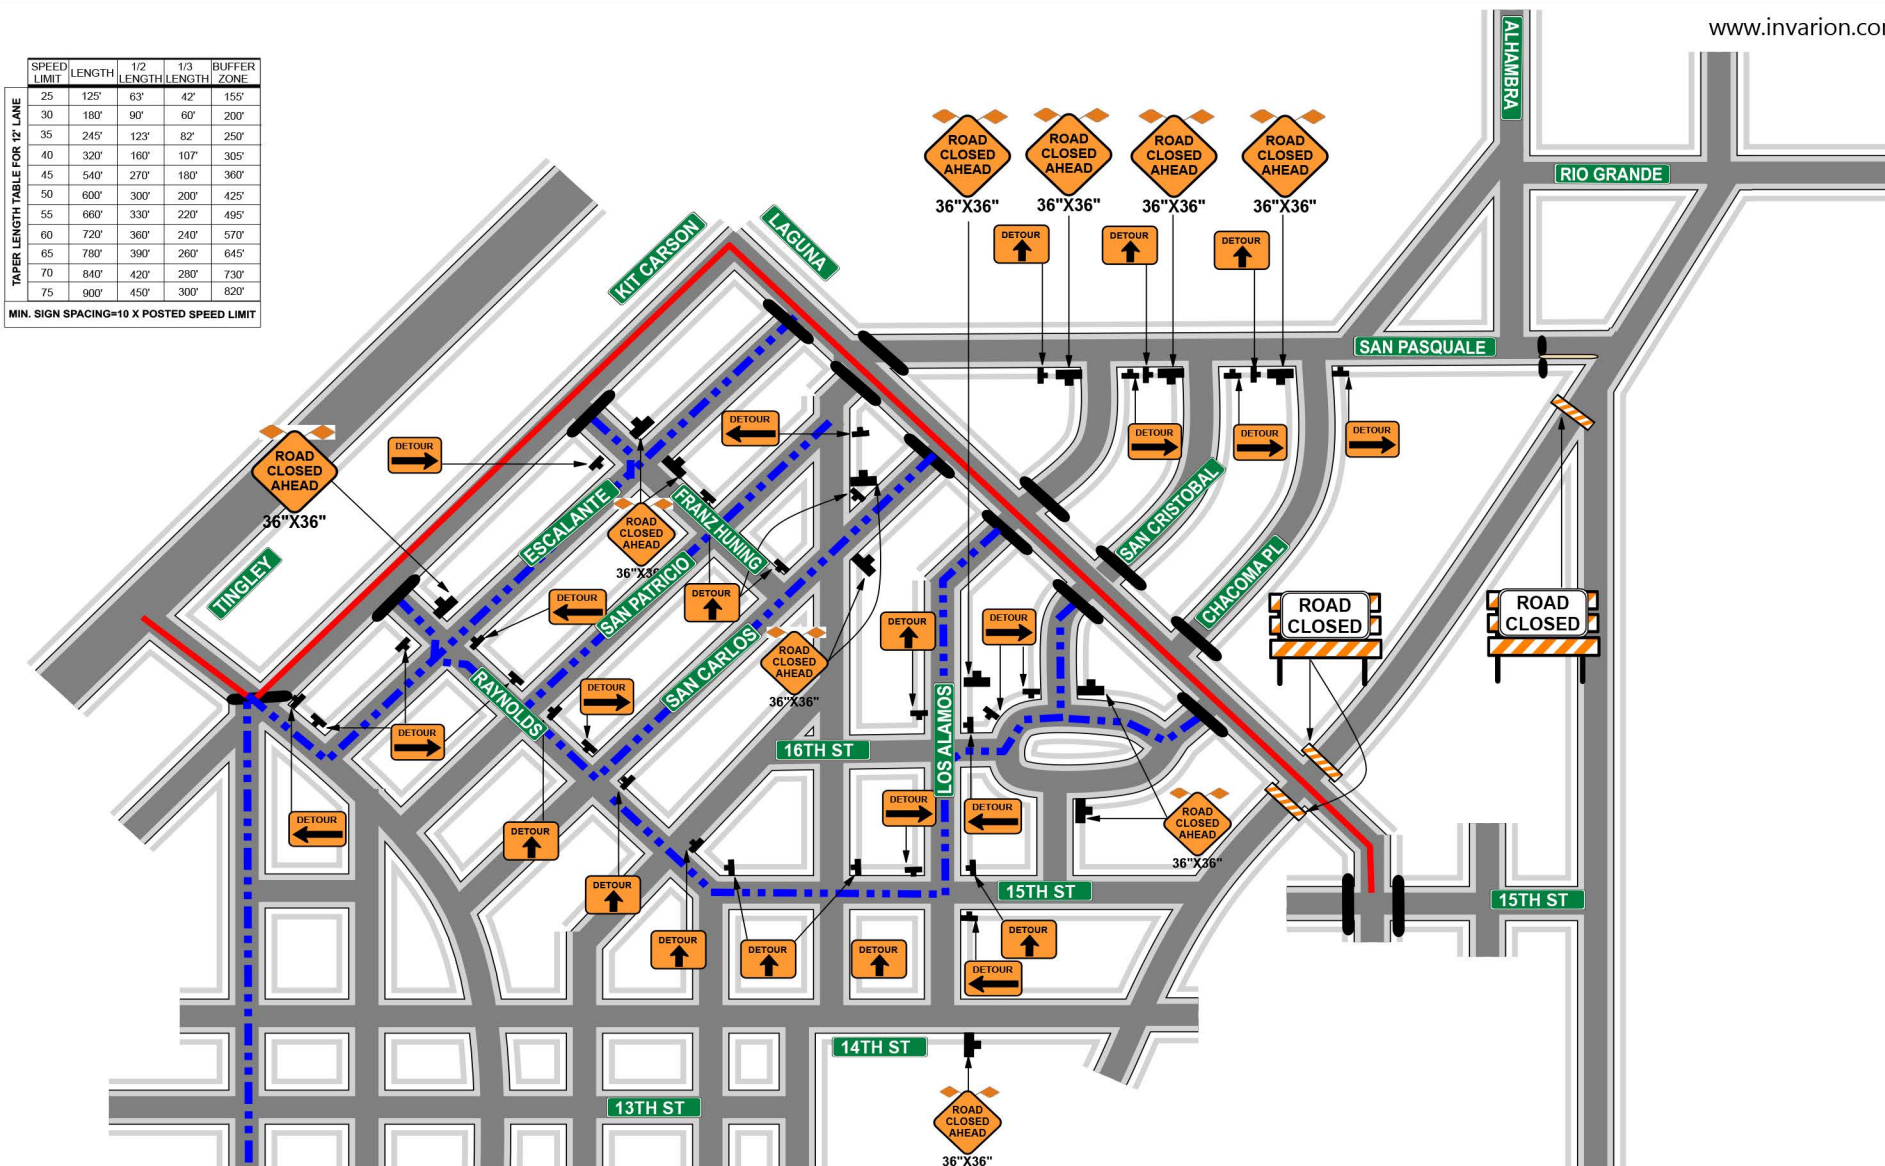 www.invarion.co
SPEED LIMIT LENGTH 1/2 LENGTH 1/3 LENGTH BUFFER ZONE
25 125' 63' 42' 155'
30 180' 90' 60' 200'
35 245' 123' 82' 250'
40 320' 160' 107' 305'
45 540' 270' 180' 360'
50 600' 300' 200' 425'
55 660' 330' 220' 495'
60 720' 360' 240' 570'
65 780' 390' 260' 645'
70 840' 420' 280' 730'
75 900' 450' 300' 820'
TAPER LENGTH TABLE FOR 12' LANE
MIN. SIGN SPACING=10 X POSTED SPEED LIMIT
ALHAMBRA
ROAD
CLOSED
AHEAD
36"X36"
ROAD
CLOSED
AHEAD
36"X36"
ROAD
CLOSED
AHEAD
36"X36"
ROAD
CLOSED
AHEAD
36"X36"
RIO GRANDE
KIT CARSON
LAGUNA
DETOUR
DETOUR
DETOUR
SAN PASQUALE
DETOUR
DETOUR
DETOUR
DETOUR
DETOUR
ROAD
CLOSED
AHEAD
36"X36"
ESCALANTE
FRANZ HUNING
ROAD
CLOSED
AHEAD
36"X36"
SAN CRISTOBAL
CHACOMA PL
TINGLEY
SAN PATRICIO
DETOUR
DETOUR
DETOUR
DETOUR
ROAD
CLOSED
ROAD
CLOSED
SAN CARLOS
ROAD
CLOSED
AHEAD
36"X36"
RAYNOLDS
DETOUR
DETOUR
LOS ALAMOS
16TH ST
DETOUR
DETOUR
DETOUR
DETOUR
ROAD
CLOSED
AHEAD
36"X36"
DETOUR
15TH ST
15TH ST
DETOUR
DETOUR
DETOUR
DETOUR
DETOUR
14TH ST
13TH ST
ROAD
CLOSED
AHEAD
36"X36"